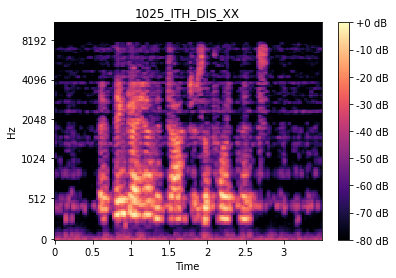 1025_ITH_DIS_XX
+0 dB
8192
-10 dB
4096
-20 dB
-30 dB
2048
Hz
-40 dB
1024
-50 dB
512
-60 dB
-70 dB
0
-80 dB
0 0.5 1 1.5 2 2.5 3
Time